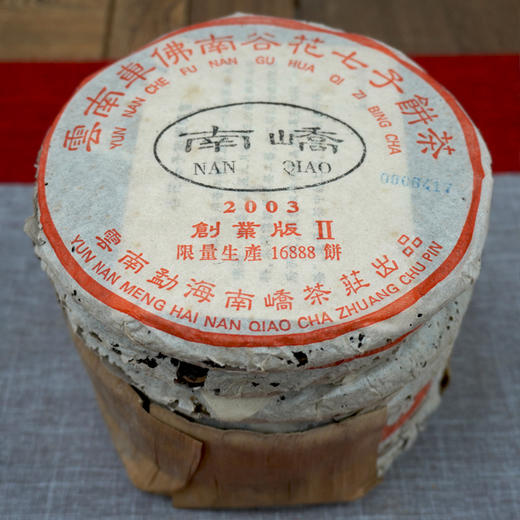 雲南車佛南谷花七子餅茶
YUN NAN CHE FU NAN GU HUA QI ZI BING CHA
南嶠
NAN QIAO
0006417
2003
創業版 II
限量生產 16888 餅
雲南勐海南嶠茶莊出品
YUN NAN MENG HAI NAN QIAO CHA ZHUANG CHU PIN